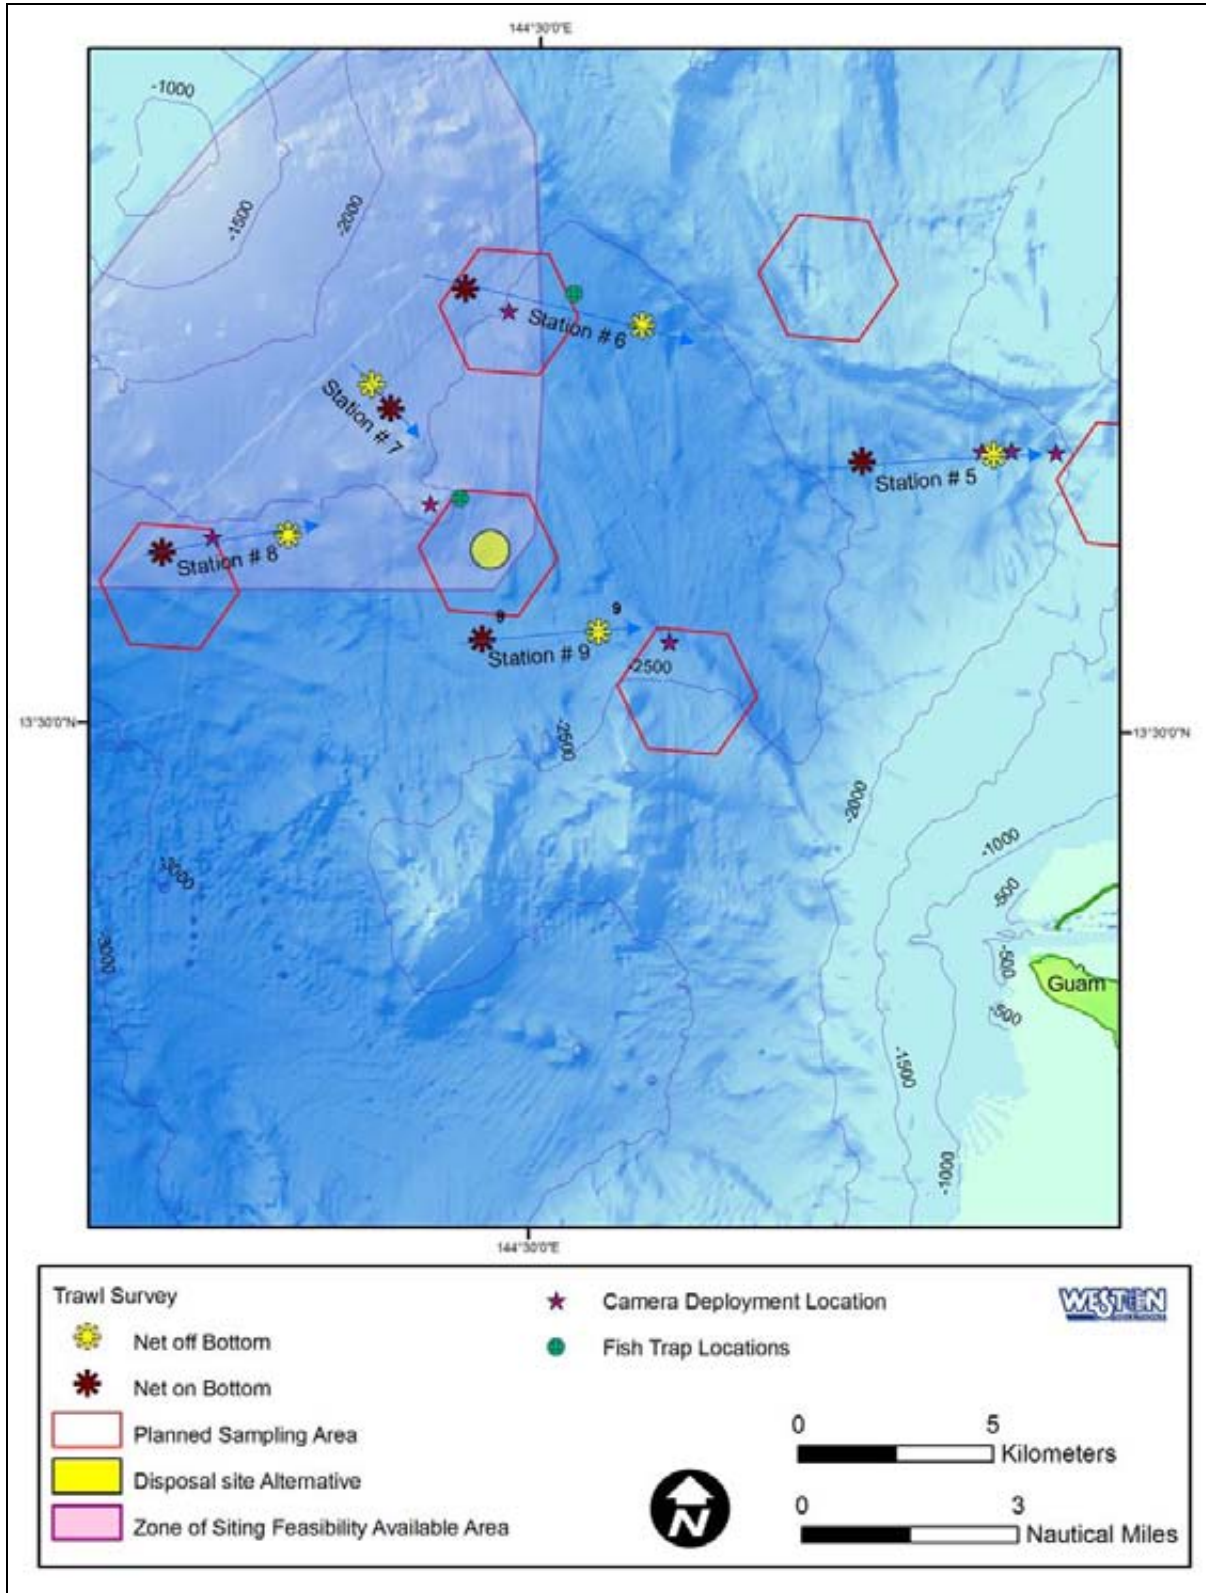 144°30'0"E
-1000
-1500
-2000
Station # 6
Station # 7
Station # 5
Station # 8
9
9
Station # 9
-2500
13°30'0"N
13°30'0"N
-2500
-2000
-1000
-3000
-500
-3000
-500
Guam
-500
-1500
-1000
144°30'0"E
Trawl Survey
Net off Bottom
Net on Bottom
Planned Sampling Area
Disposal site Alternative
Zone of Siting Feasibility Available Area
Camera Deployment Location
Fish Trap Locations
WESTON
SOLUTIONS
0 5
Kilometers
0 3
Nautical Miles
N